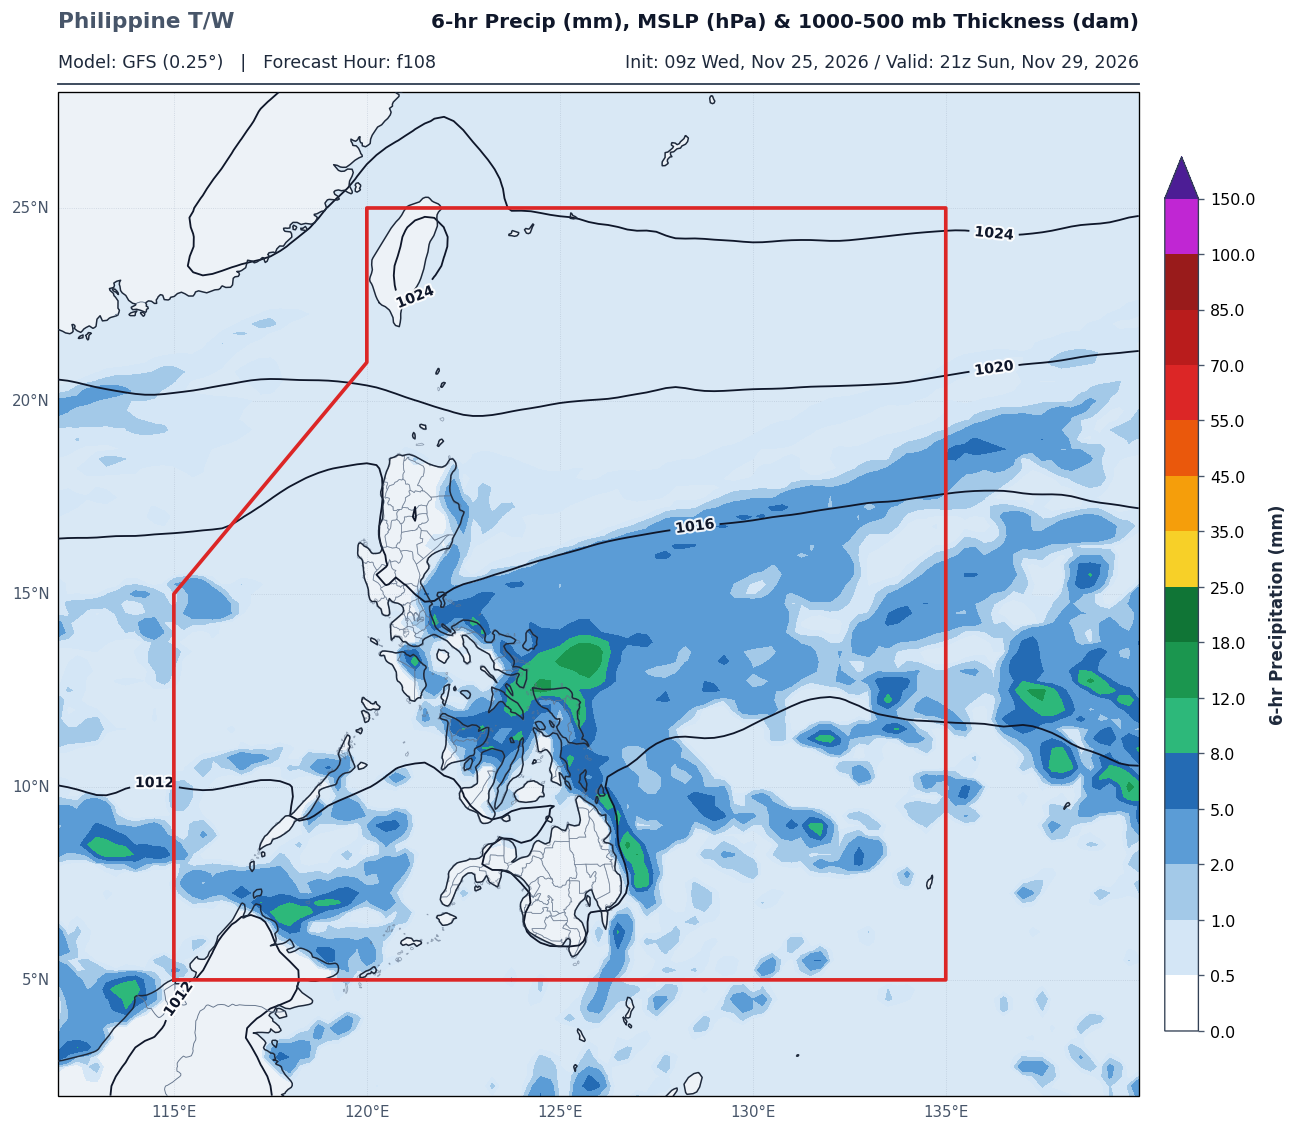 Philippine T/W
6-hr Precip (mm), MSLP (hPa) & 1000-500 mb Thickness (dam)
Model: GFS (0.25°) | Forecast Hour: f108
Init: 09z Wed, Nov 25, 2026 / Valid: 21z Sun, Nov 29, 2026
25°N
20°N
15°N
10°N
5°N
115°E
120°E
125°E
130°E
135°E
1024
1024
1020
1016
1012
1012
150.0
100.0
85.0
70.0
55.0
45.0
35.0
25.0
18.0
12.0
8.0
5.0
2.0
1.0
0.5
0.0
6-hr Precipitation (mm)